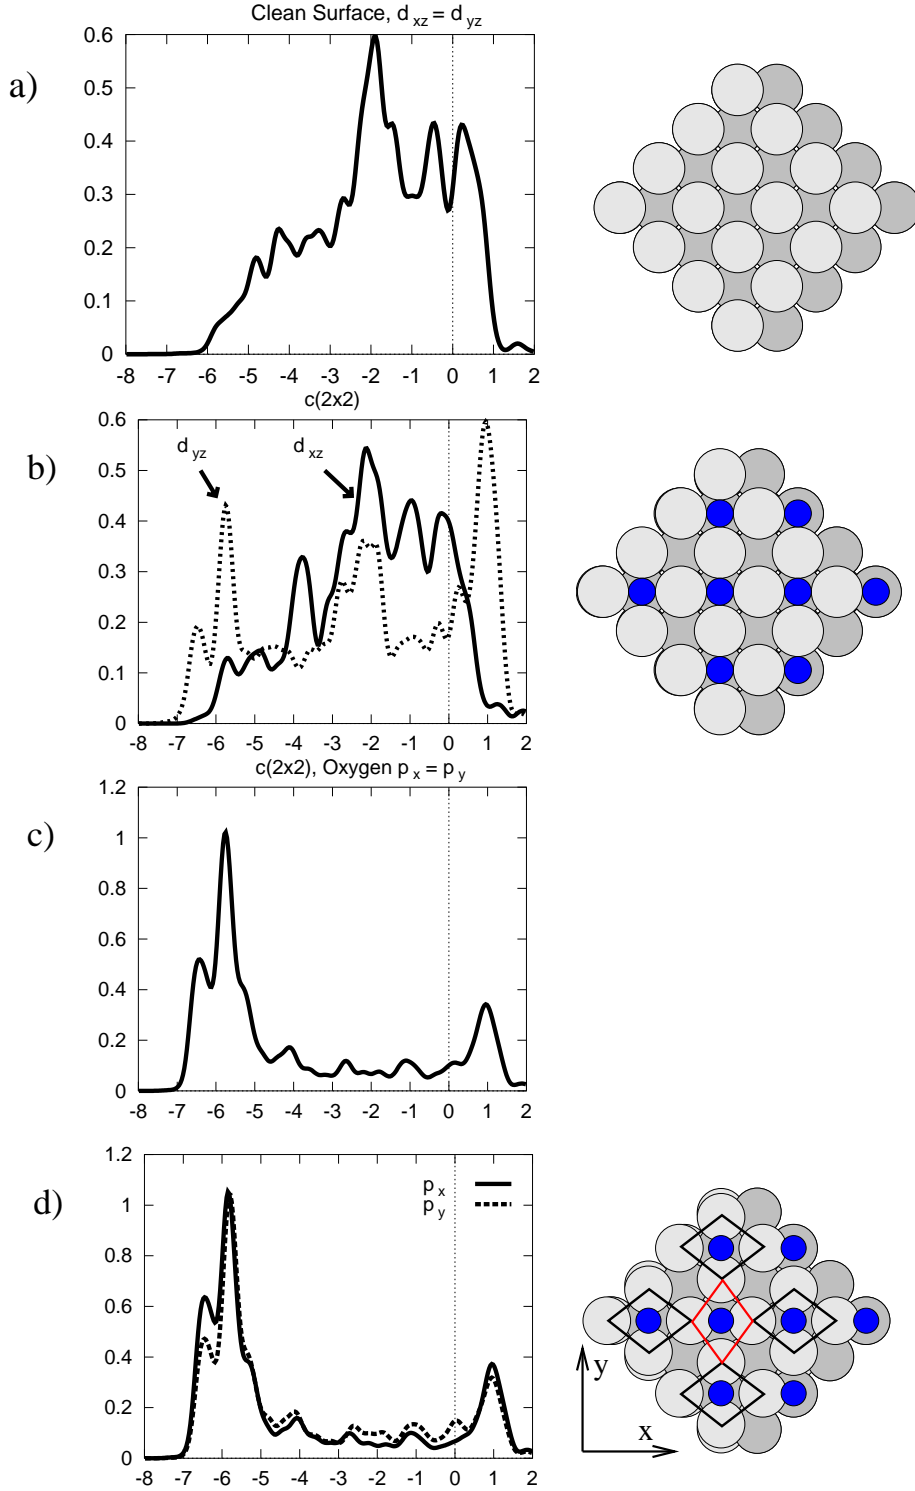 Clean Surface, d xz = d yz
a)
0.6
0.5
0.4
0.3
0.2
0.1
0
-8 -7 -6 -5 -4 -3 -2 -1 0 1 2
c(2x2)
b)
0.6
0.5
0.4
0.3
0.2
0.1
0
d yz
d xz
-8 -7 -6 -5 -4 -3 -2 -1 0 1 2
c(2x2), Oxygen p x = p y
c)
1.2
1
0.8
0.6
0.4
0.2
0
-8 -7 -6 -5 -4 -3 -2 -1 0 1 2
d)
1.2
1
0.8
0.6
0.4
0.2
0
p x
p y
-8 -7 -6 -5 -4 -3 -2 -1 0 1 2
y
x